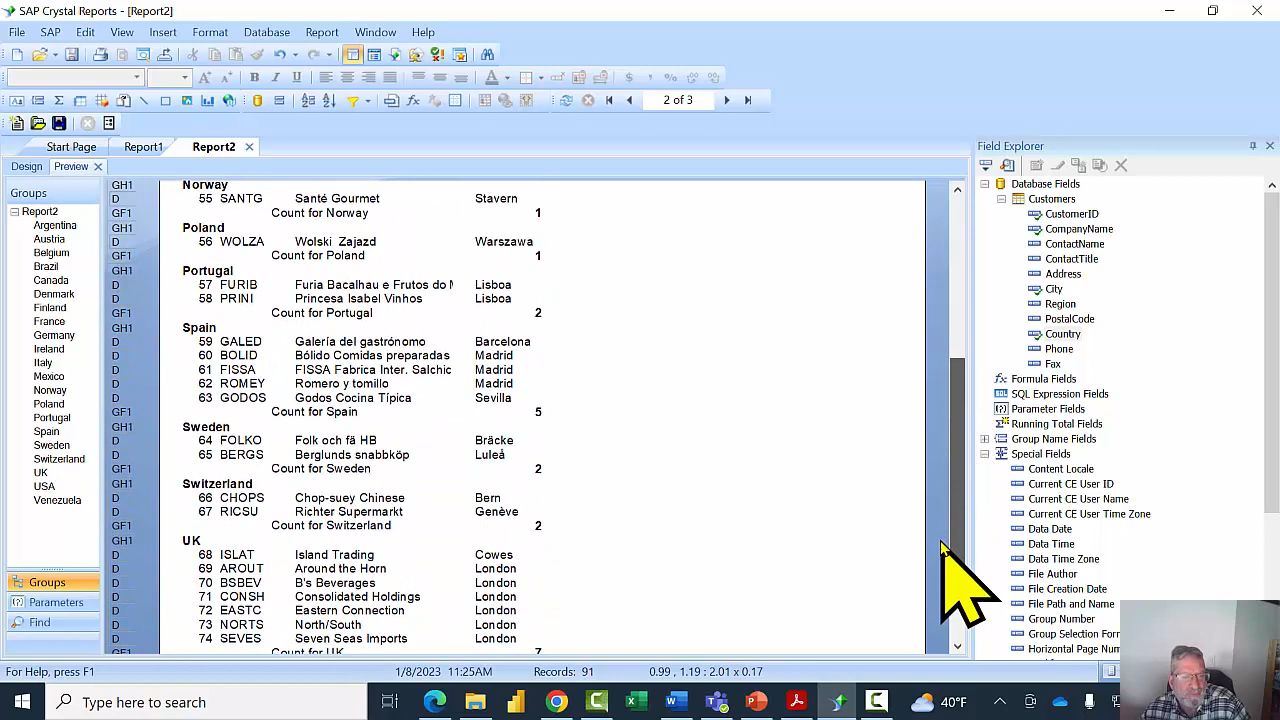 SAP Crystal Reports - [Report2]
File SAP Edit View Insert Format Database Report Window Help
2 of 3
Start Page Report1 Report2
Design Preview
Groups
Report2
Argentina
Austria
Belgium
Brazil
Canada
Denmark
Finland
France
Germany
Ireland
Italy
Mexico
Norway
Poland
Portugal
Spain
Sweden
Switzerland
UK
USA
Venezuela
Groups
Parameters
Find
GH1 Norway
D 55 SANTG Santé Gourmet Stavern
GF1 Count for Norway 1
GH1 Poland
D 56 WOLZA Wolski Zajazd Warszawa
GF1 Count for Poland 1
GH1 Portugal
D 57 FURIB Furia Bacalhau e Frutos do Lisboa
D 58 PRINI Princesa Isabel Vinhos Lisboa
GF1 Count for Portugal 2
GH1 Spain
D 59 GALED Galería del gastrónomo Barcelona
D 60 BOLID Bólido Comidas preparadas Madrid
D 61 FISSA FISSA Fabrica Inter. Salchic Madrid
D 62 ROMEY Romero y tomillo Madrid
D 63 GODOS Godos Cocina Típica Sevilla
GF1 Count for Spain 5
GH1 Sweden
D 64 FOLKO Folk och fä HB Bräcke
D 65 BERGS Berglunds snabbköp Luleå
GF1 Count for Sweden 2
GH1 Switzerland
D 66 CHOPS Chop-suey Chinese Bern
D 67 RICSU Richter Supermarkt Genève
GF1 Count for Switzerland 2
GH1 UK
D 68 ISLAT Island Trading Cowes
D 69 AROUT Around the Horn London
D 70 BSBEV B's Beverages London
D 71 CONSH Consolidated Holdings London
D 72 EASTC Eastern Connection London
D 73 NORTS North/South London
D 74 SEVES Seven Seas Imports London
GF1 Count for UK 7
Field Explorer
Database Fields
Customers
CustomerID
CompanyName
ContactName
ContactTitle
Address
City
Region
PostalCode
Country
Phone
Fax
Formula Fields
SQL Expression Fields
Parameter Fields
Running Total Fields
Group Name Fields
Special Fields
Content Locale
Current CE User ID
Current CE User Name
Current CE User Time Zone
Data Date
Data Time
Data Time Zone
File Author
File Creation Date
File Path and Name
Group Number
Group Selection Form
Horizontal Page Num
For Help, press F1 1/8/2023 11:25AM Records: 91 0.99 , 1.19 : 2.01 x 0.17
Type here to search
40°F